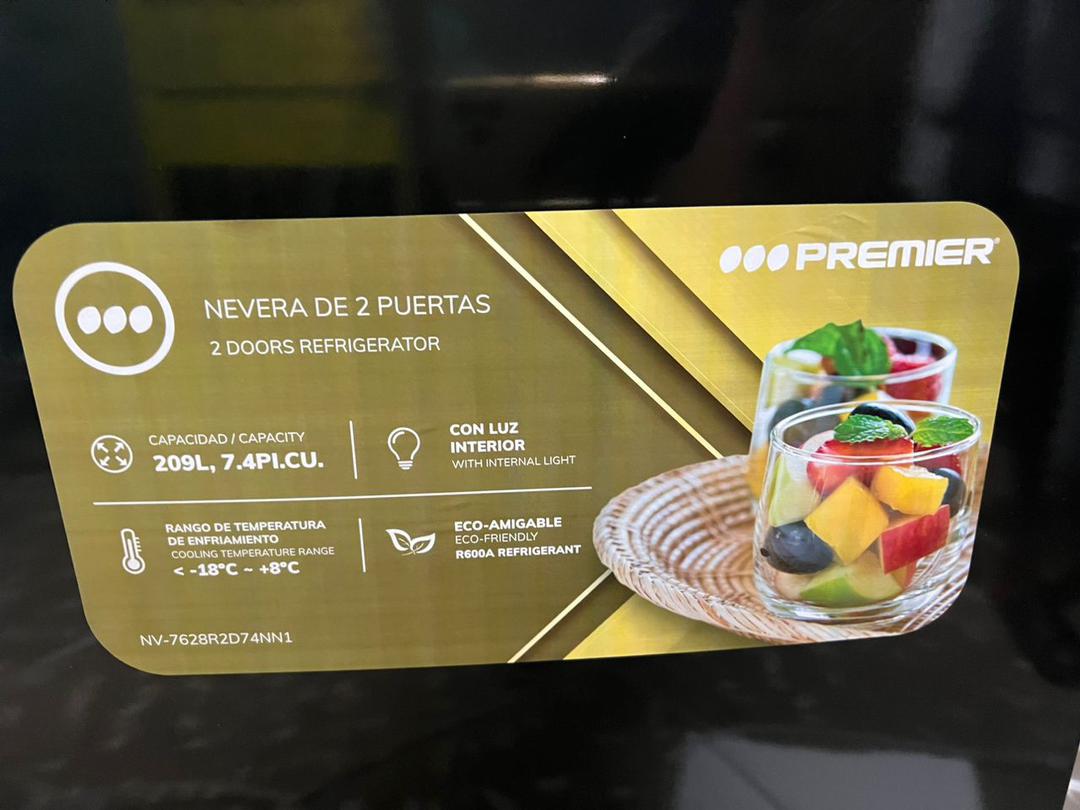 PREMIER®
NEVERA DE 2 PUERTAS
2 DOORS REFRIGERATOR
CAPACIDAD / CAPACITY
209L, 7.4PI.CU.
CON LUZ
INTERIOR
WITH INTERNAL LIGHT
RANGO DE TEMPERATURA
DE ENFRIAMIENTO
COOLING TEMPERATURE RANGE
< -18°C ~ +8°C
ECO-AMIGABLE
ECO-FRIENDLY
R600A REFRIGERANT
NV-7628R2D74NN1